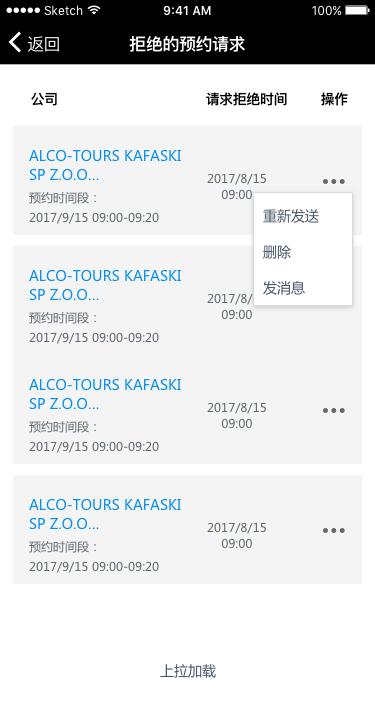 Sketch 9:41 AM 100%
返回 拒绝的预约请求
公司 请求拒绝时间 操作
ALCO-TOURS KAFASKI
SP Z.O.O...
预约时间段：
2017/9/15 09:00-09:20
2017/8/15
09:00
重新发送
删除
发消息
ALCO-TOURS KAFASKI
SP Z.O.O...
预约时间段：
2017/9/15 09:00-09:20
2017/8/
09:00
ALCO-TOURS KAFASKI
SP Z.O.O...
预约时间段：
2017/9/15 09:00-09:20
2017/8/15
09:00
ALCO-TOURS KAFASKI
SP Z.O.O...
预约时间段：
2017/9/15 09:00-09:20
2017/8/15
09:00
上拉加载